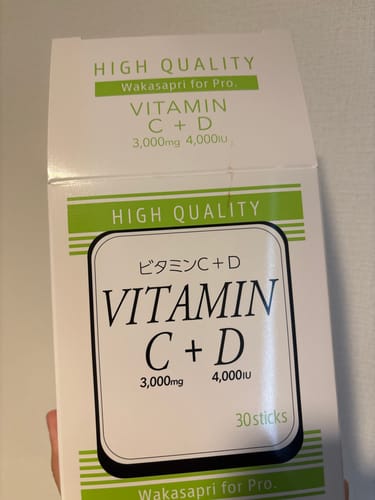 HIGH QUALITY
Wakasapri for Pro.
VITAMIN
C + D
3,000mg 4,000IU
HIGH QUALITY
ビタミンC+D
VITAMIN
C + D
3,000mg 4,000IU
30sticks
Wakasapri for Pro.